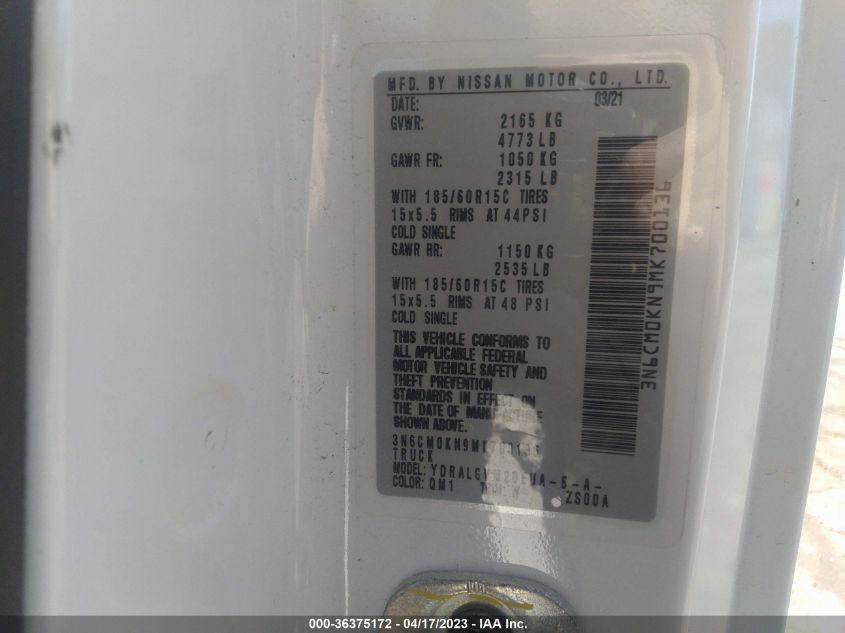 MFD. BY NISSAN MOTOR CO., LTD.
DATE: 03/21
GVWR: 2165 KG
4773 LB
GAWR FR: 1050 KG
2315 LB
WITH 185/60R15C TIRES
15x5.5 RIMS AT 44PSI
COLD SINGLE
GAWR RR: 1150 KG
2535 LB
WITH 185/60R15C TIRES
15x5.5 RIMS AT 48 PSI
COLD SINGLE
THIS VEHICLE CONFORMS TO
ALL APPLICABLE FEDERAL
MOTOR VEHICLE SAFETY AND
THEFT PREVENTION
STANDARDS IN EFFECT ON
THE DATE OF MANUFACTURE
SHOWN ABOVE.
TRUCK
MODEL:
COLOR: QM1 ZS00A
3N6CM0KN9MK700136
000-36375172 - 04/17/2023 - IAA Inc.